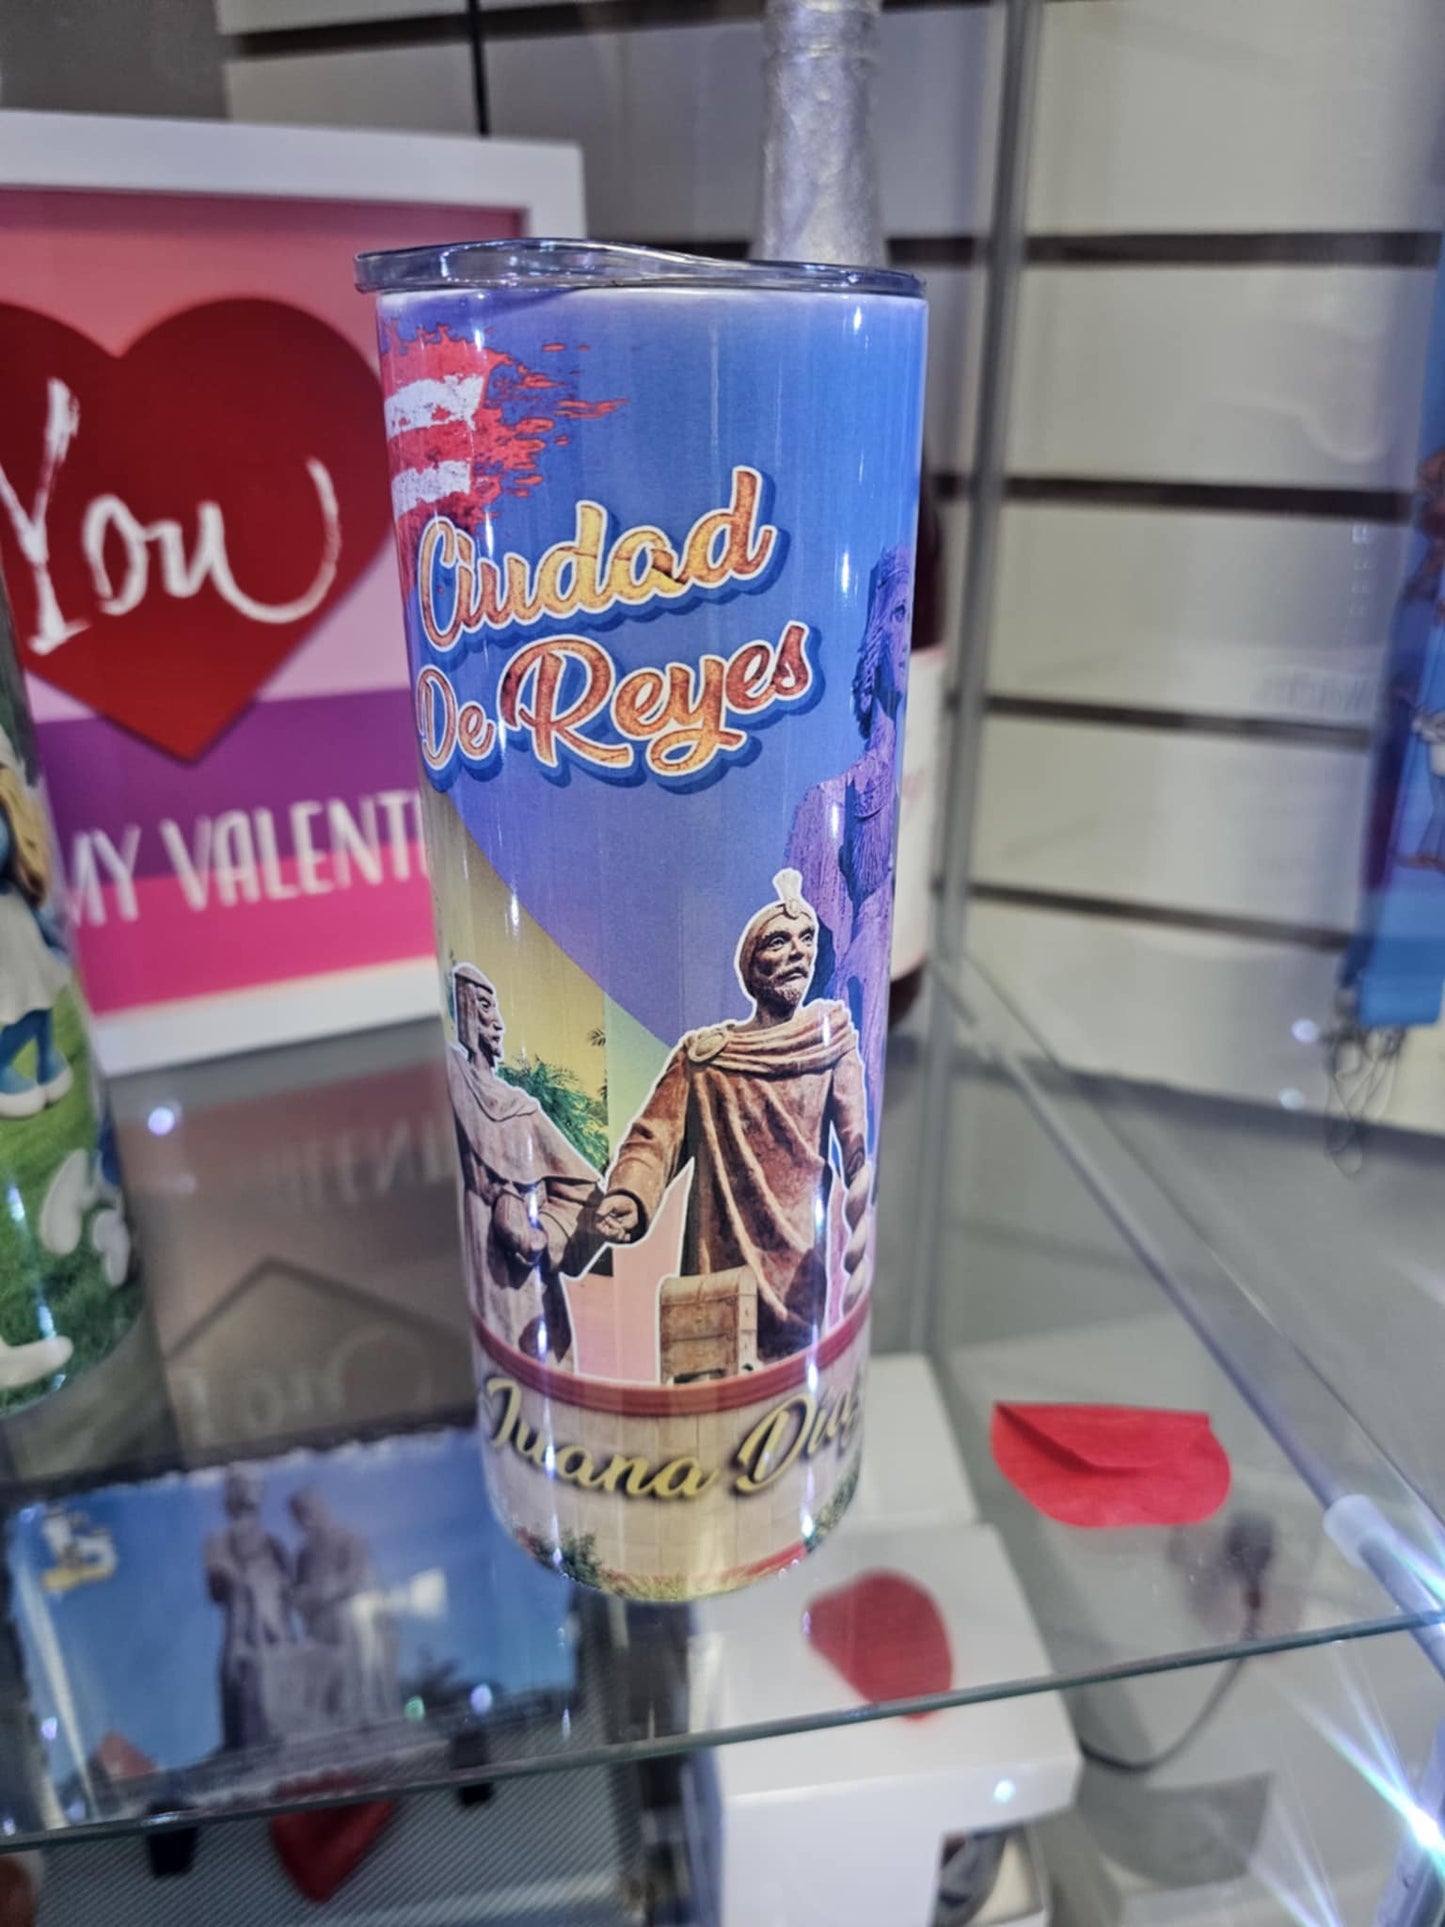 You
MY VALENT
Ciudad
De Reyes
Juana Díaz